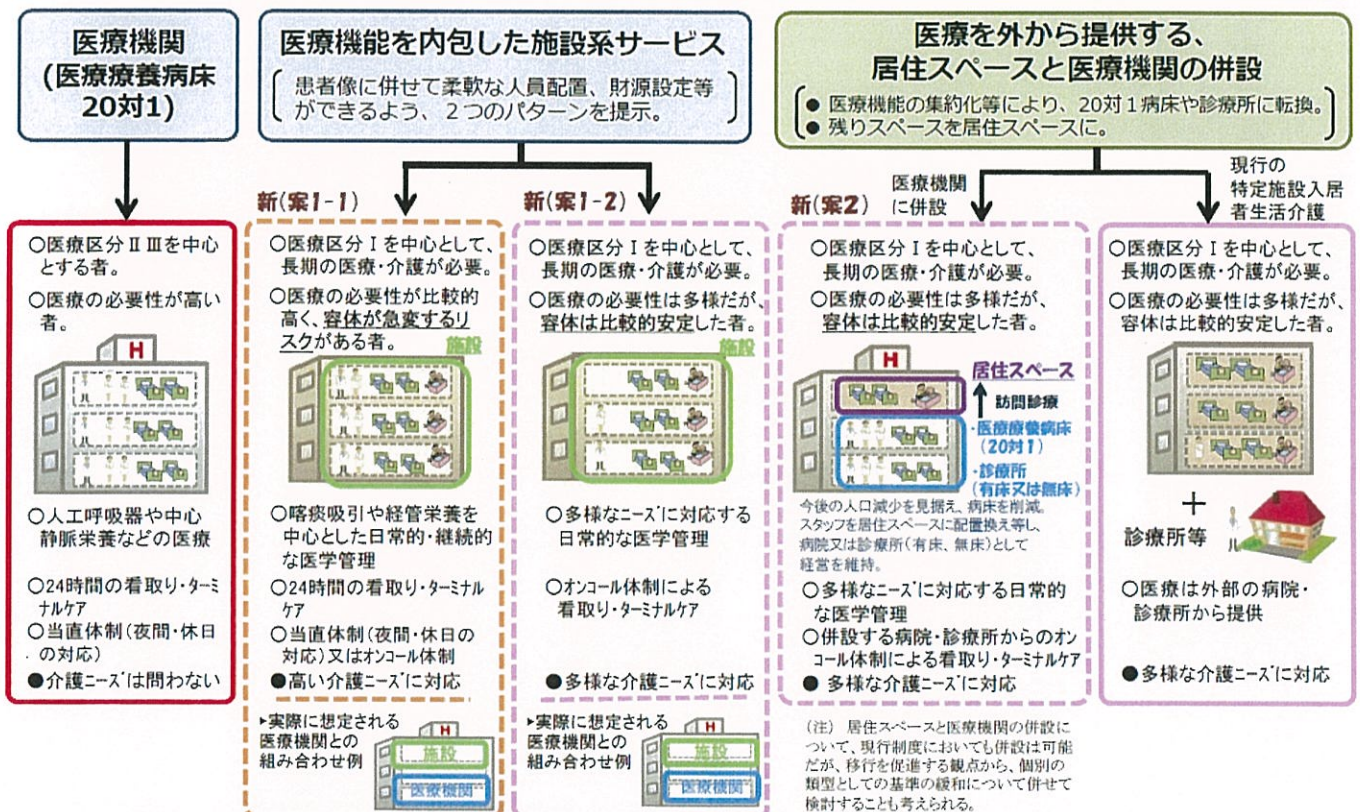 医療機関
(医療療養病床
20対1)
医療機能を内包した施設系サービス
患者像に併せて柔軟な人員配置、財源設定等
ができるよう、２つのパターンを提示。
医療を外から提供する、
居住スペースと医療機関の併設
● 医療機能の集約化等により、20対１病床や診療所に転換。
● 残りスペースを居住スペースに。
新(案1-1)
新(案1-2)
新(案2)
医療機関
に併設
現行の
特定施設入居
者生活介護
○医療区分ⅡⅢを中心
とする者。
○医療の必要性が高い
者。
H
○人工呼吸器や中心
静脈栄養などの医療
○24時間の看取り・ターミ
ナルケア
○当直体制(夜間・休日
の対応)
●介護ニーズは問わない
○医療区分Ⅰを中心として、
長期の医療・介護が必要。
○医療の必要性が比較的
高く、容体が急変するリ
スクがある者。
施設
○喀痰吸引や経管栄養を
中心とした日常的・継続的
な医学管理
○24時間の看取り・ターミナル
ケア
○当直体制(夜間・休日の
対応)又はオンコール体制
●高い介護ニーズに対応
▶実際に想定される
医療機関との
組み合わせ例
H
施設
医療機関
○医療区分Ⅰを中心として、
長期の医療・介護が必要。
○医療の必要性は多様だが、
容体は比較的安定した者。
施設
○多様なニーズに対応する
日常的な医学管理
○オンコール体制による
看取り・ターミナルケア
●多様な介護ニーズに対応
▶実際に想定される
医療機関との
組み合わせ例
H
施設
医療機関
○医療区分Ⅰを中心として、
長期の医療・介護が必要。
○医療の必要性は多様だが、
容体は比較的安定した者。
H
居住スペース
訪問診療
・医療療養病床
(20対1)
・診療所
(有床又は無床)
今後の人口減少を見据え、病床を削減。
スタッフを居住スペースに配置換え等し、
病院又は診療所(有床、無床)として
経営を維持。
○多様なニーズに対応する日常的
な医学管理
○併設する病院・診療所からのオン
コール体制による看取り・ターミナルケア
● 多様な介護ニーズに対応
(注) 居住スペースと医療機関の併設に
ついて、現行制度においても併設は可能
だが、移行を促進する観点から、個別の
類型としての基準の緩和について併せて
検討することも考えられる。
○医療区分Ⅰを中心として、
長期の医療・介護が必要。
○医療の必要性は多様だが、
容体は比較的安定した者。
＋
診療所等
○医療は外部の病院・
診療所から提供
●多様な介護ニーズに対応